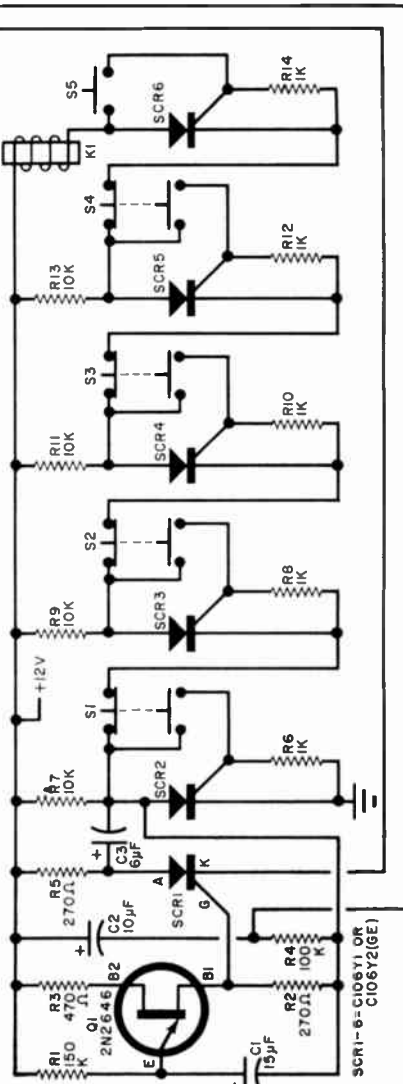 R1
150
K
R3
470
Ω
Q1
2N2646
B2
B1
E
C1
15µF
R2
270Ω
R4
100
K
+
C2
10µF
R5
270Ω
+
C3
6µF
SCR1
A
G
K
R7
10K
+12V
S1
SCR2
R6
1K
R9
10K
S2
SCR3
R8
1K
R11
10K
S3
SCR4
R10
1K
R13
10K
S4
SCR5
R12
1K
K1
S5
SCR6
R14
1K
SCR1-6=C106Y1 OR
C106Y2(GE)